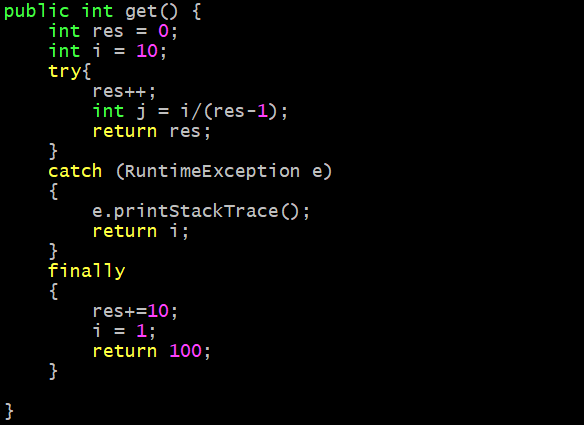 public int get() {
    int res = 0;
    int i = 10;
    try{
        res++;
        int j = i/(res-1);
        return res;
    }
    catch (RuntimeException e)
    {
        e.printStackTrace();
        return i;
    }
    finally
    {
        res+=10;
        i = 1;
        return 100;
    }

}